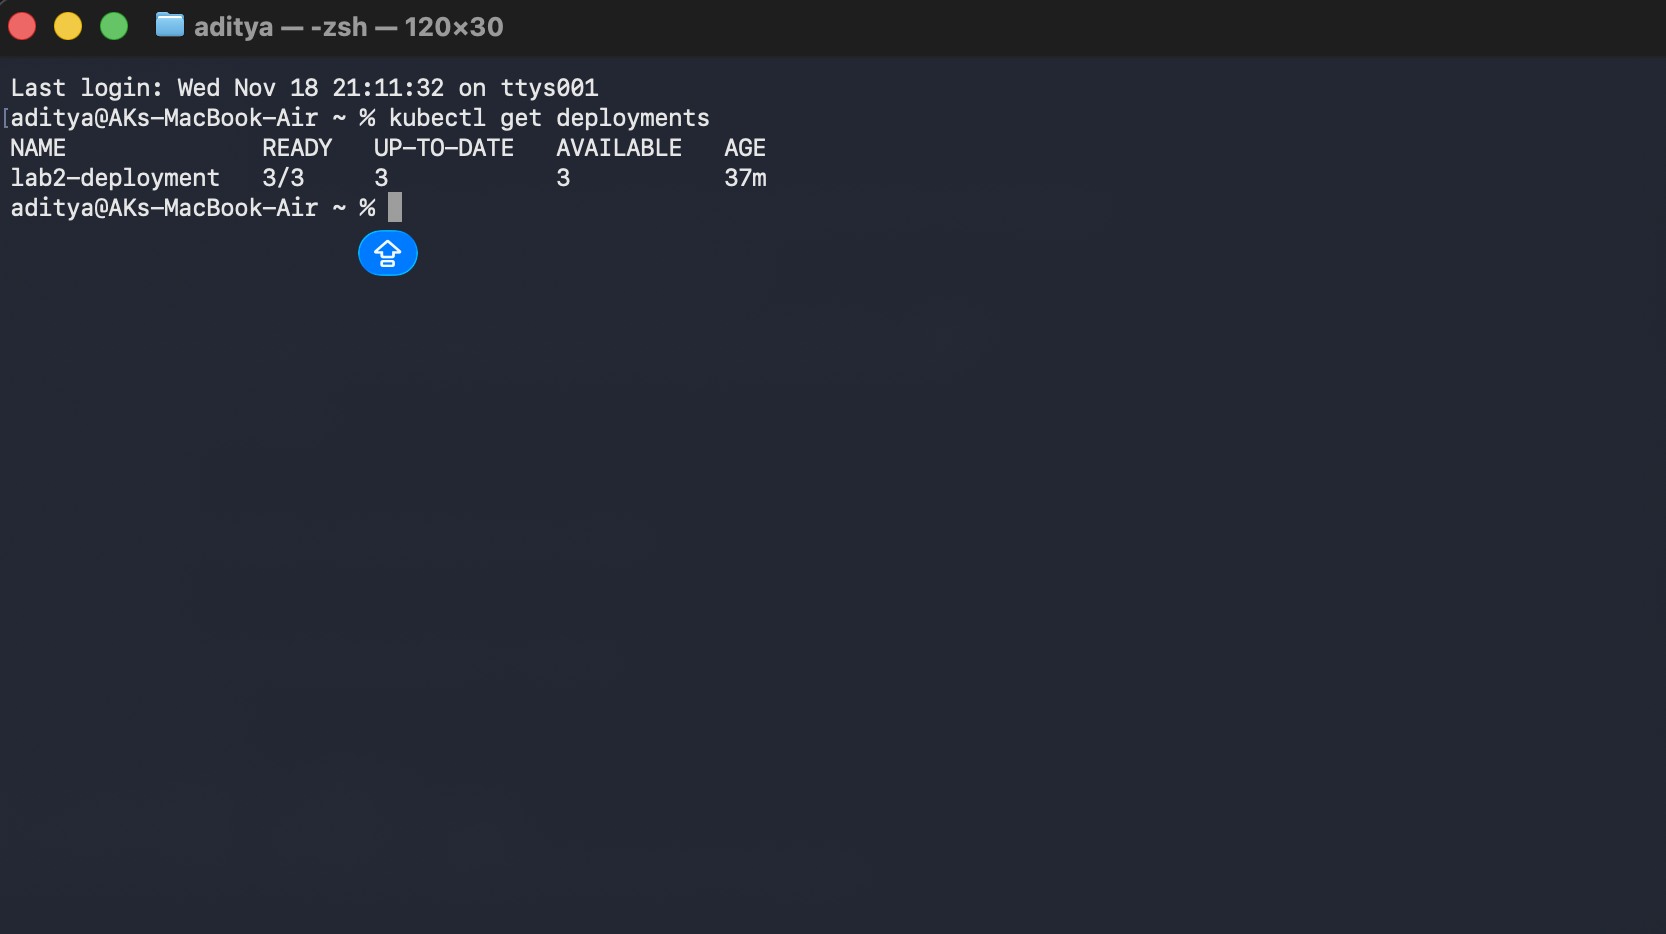 aditya — -zsh — 120×30
Last login: Wed Nov 18 21:11:32 on ttys001
[aditya@AKs-MacBook-Air ~ % kubectl get deployments
NAME              READY   UP-TO-DATE   AVAILABLE   AGE
lab2-deployment   3/3     3            3           37m
aditya@AKs-MacBook-Air ~ %